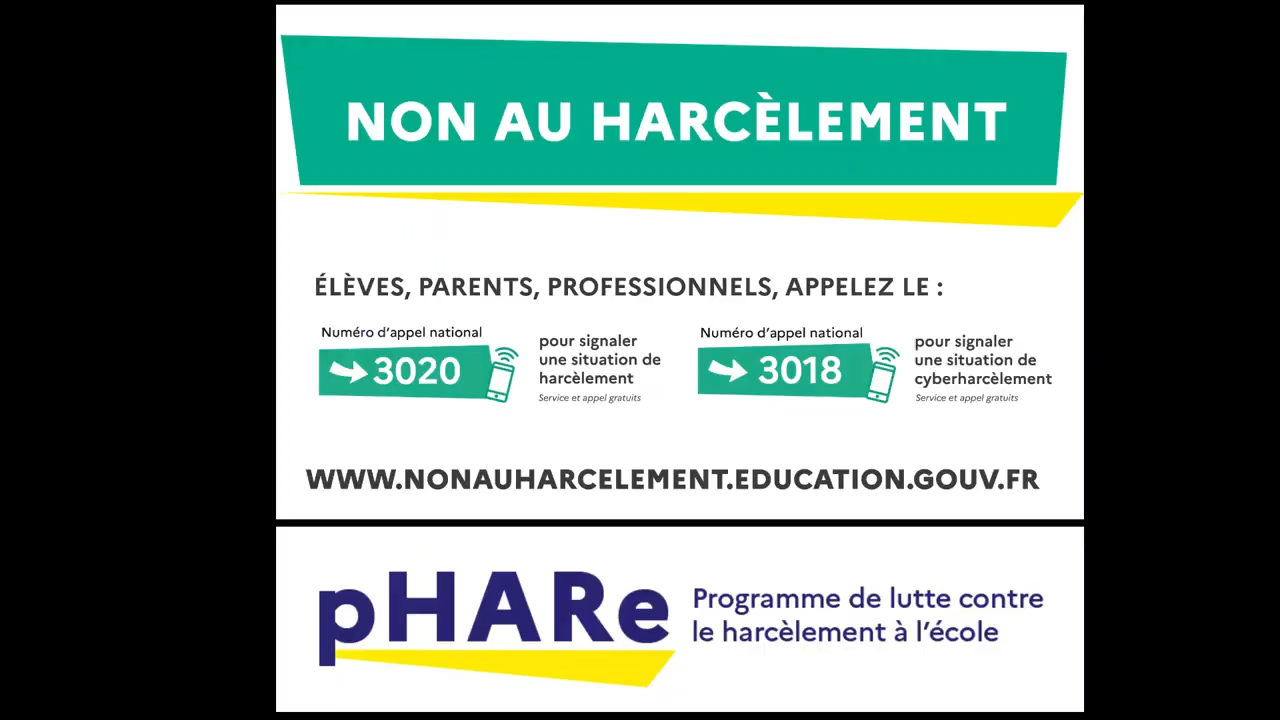 NON AU HARCÈLEMENT
ÉLÈVES, PARENTS, PROFESSIONNELS, APPELEZ LE :
Numéro d'appel national
3020
pour signaler
une situation de
harcèlement
Service et appel gratuits
Numéro d'appel national
3018
pour signaler
une situation de
cyberharcèlement
Service et appel gratuits
WWW.NONAUHARCELEMENT.EDUCATION.GOUV.FR
pHARe
Programme de lutte contre
le harcèlement à l'école